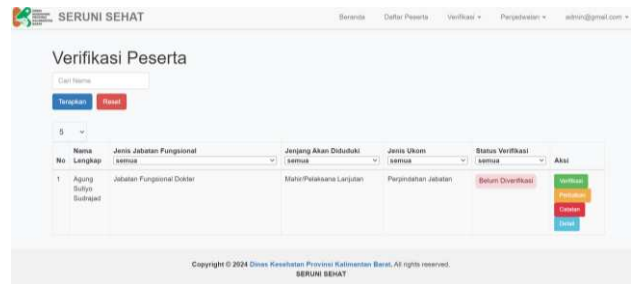 SERUNI SEHAT
Beranda Daftar Peserta Verifikasi Penjadwalan admin@gmail.com
Verifikasi Peserta
Cari Nama
Terapkan Reset
5
No Nama Lengkap Jenis Jabatan Fungsional Jenjang Akan Diduduki Jenis Ukom Status Verifikasi Aksi
semua semua semua semua
1 Agung Sutiyo Sudrajad Jabatan Fungsional Dokter Mahir/Pelaksana Lanjutan Perpindahan Jabatan Belum Diverifikasi
Verifikasi
Perbaikan
Catatan
Detail
Copyright © 2024 Dinas Kesehatan Provinsi Kalimantan Barat. All rights reserved.
SERUNI SEHAT